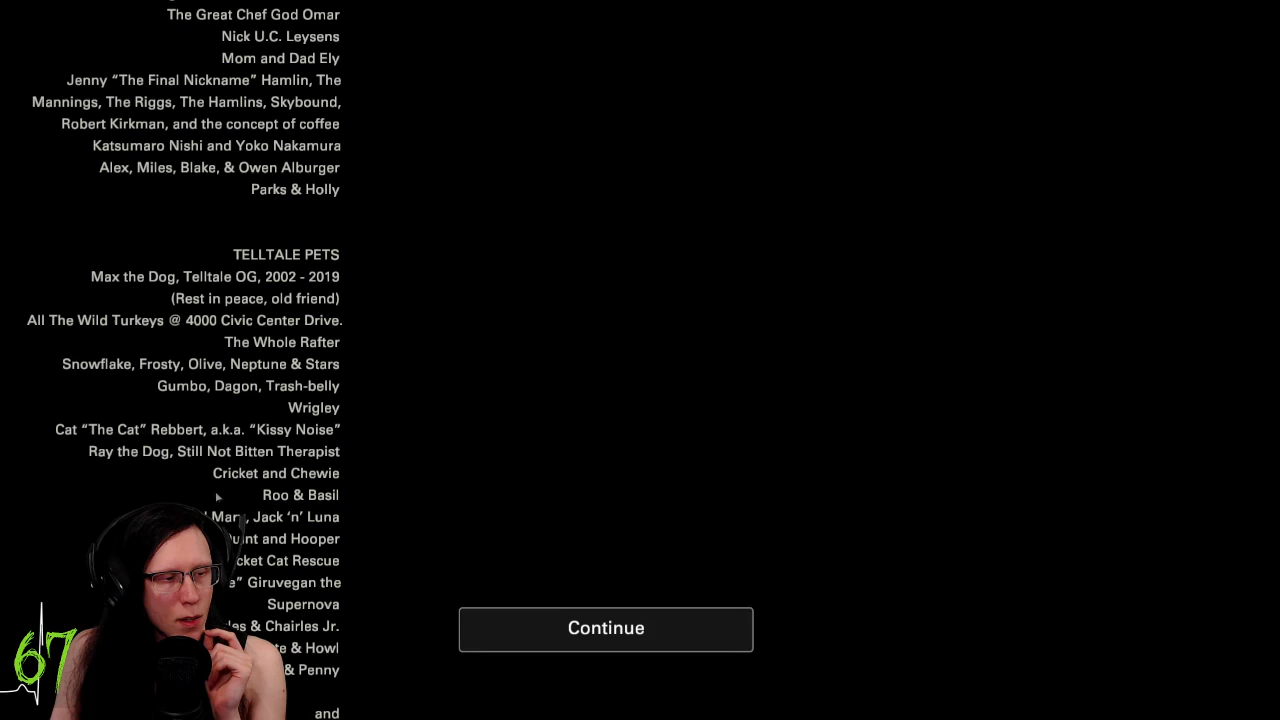 The Great Chef God Omar
Nick U.C. Leysens
Mom and Dad Ely
Jenny “The Final Nickname” Hamlin, The
Mannings, The Riggs, The Hamlins, Skybound,
Robert Kirkman, and the concept of coffee
Katsumaro Nishi and Yoko Nakamura
Alex, Miles, Blake, & Owen Alburger
Parks & Holly
TELLTALE PETS
Max the Dog, Telltale OG, 2002 - 2019
(Rest in peace, old friend)
All The Wild Turkeys @ 4000 Civic Center Drive.
The Whole Rafter
Snowflake, Frosty, Olive, Neptune & Stars
Gumbo, Dagon, Trash-belly
Wrigley
Cat “The Cat” Rebbert, a.k.a. “Kissy Noise”
Ray the Dog, Still Not Bitten Therapist
Cricket and Chewie
Roo & Basil
Jack ‘n’ Luna
and Hooper
Cat Rescue
Giruvegan the
Supernova
& Chairles Jr.
& Howl
& Penny
and
Continue
67